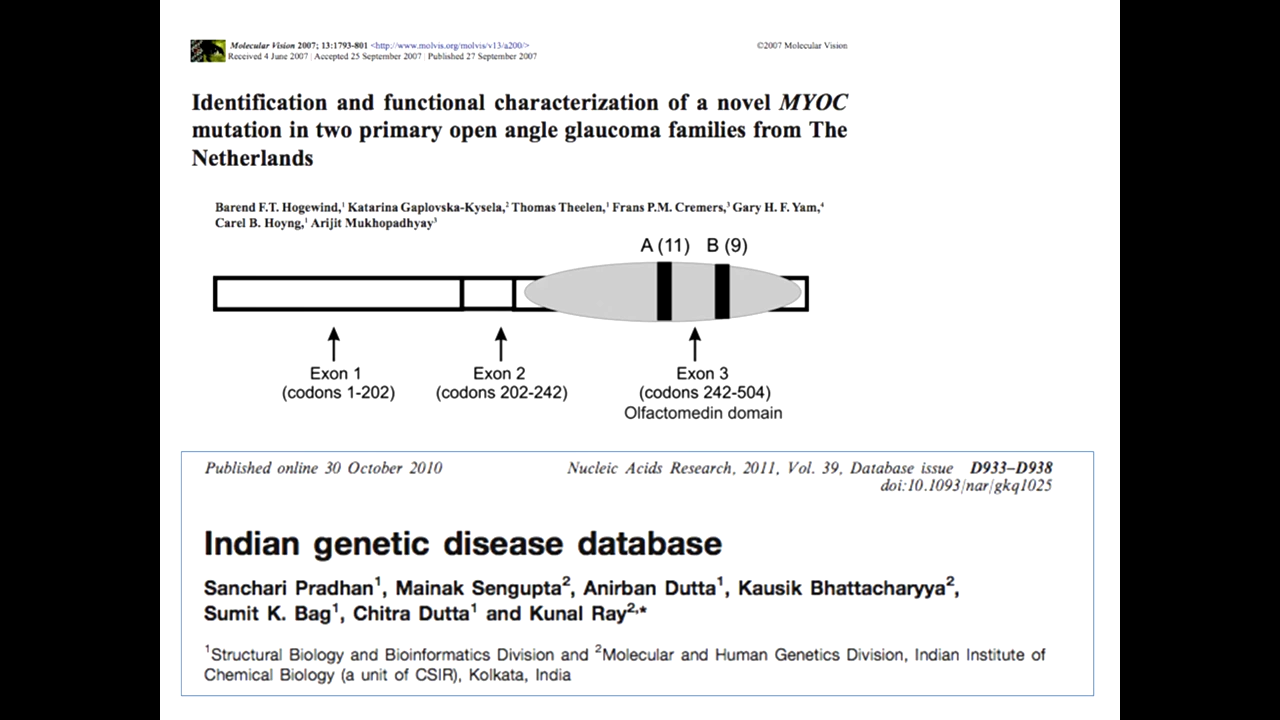 Molecular Vision 2007; 13:1793-801 <http://www.molvis.org/molvis/v13/a200/>
©2007 Molecular Vision
Received 4 June 2007 | Accepted 25 September 2007 | Published 27 September 2007
Identification and functional characterization of a novel MYOC
mutation in two primary open angle glaucoma families from The
Netherlands
Barend F.T. Hogewind,¹ Katarina Gaplovska-Kysela,² Thomas Theelen,¹ Frans P.M. Cremers,³ Gary H. F. Yam,⁴
Carel B. Hoyng,¹ Arijit Mukhopadhyay³
A (11) B (9)
Exon 1 Exon 2 Exon 3
(codons 1-202) (codons 202-242) (codons 242-504)
Olfactomedin domain
Published online 30 October 2010 Nucleic Acids Research, 2011, Vol. 39, Database issue D933–D938
doi:10.1093/nar/gkq1025
Indian genetic disease database
Sanchari Pradhan¹, Mainak Sengupta², Anirban Dutta¹, Kausik Bhattacharyya²,
Sumit K. Bag¹, Chitra Dutta¹ and Kunal Ray²,*
¹Structural Biology and Bioinformatics Division and ²Molecular and Human Genetics Division, Indian Institute of
Chemical Biology (a unit of CSIR), Kolkata, India